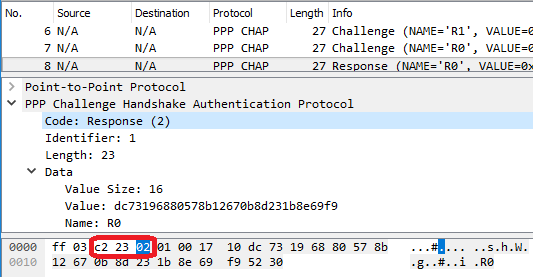 No. Source Destination Protocol Length Info
6 N/A N/A PPP CHAP 27 Challenge (NAME='R1', VALUE=0
7 N/A N/A PPP CHAP 27 Challenge (NAME='R0', VALUE=0
8 N/A N/A PPP CHAP 27 Response (NAME='R0', VALUE=0x
Point-to-Point Protocol
PPP Challenge Handshake Authentication Protocol
Code: Response (2)
Identifier: 1
Length: 23
Data
Value Size: 16
Value: dc73196880578b12670b8d231b8e69f9
Name: R0
0000 ff 03 c2 23 02 01 00 17 10 dc 73 19 68 80 57 8b ...#.... ..s.h.W.
0010 12 67 0b 8d 23 1b 8e 69 f9 52 30 .g..#..i .R0